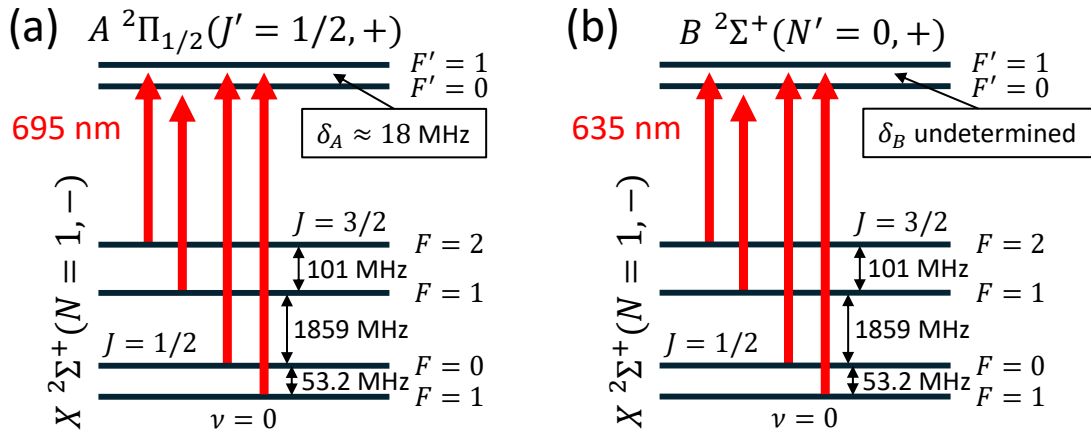 (a) A ²Π₁/₂(J′ = 1/2, +)
F′ = 1
F′ = 0
695 nm
δ_A ≈ 18 MHz
X ²Σ⁺(N = 1, −)
J = 3/2
F = 2
101 MHz
F = 1
1859 MHz
J = 1/2
F = 0
53.2 MHz
F = 1
ν = 0
(b) B ²Σ⁺(N′ = 0, +)
F′ = 1
F′ = 0
635 nm
δ_B undetermined
X ²Σ⁺(N = 1, −)
J = 3/2
F = 2
101 MHz
F = 1
1859 MHz
J = 1/2
F = 0
53.2 MHz
F = 1
ν = 0